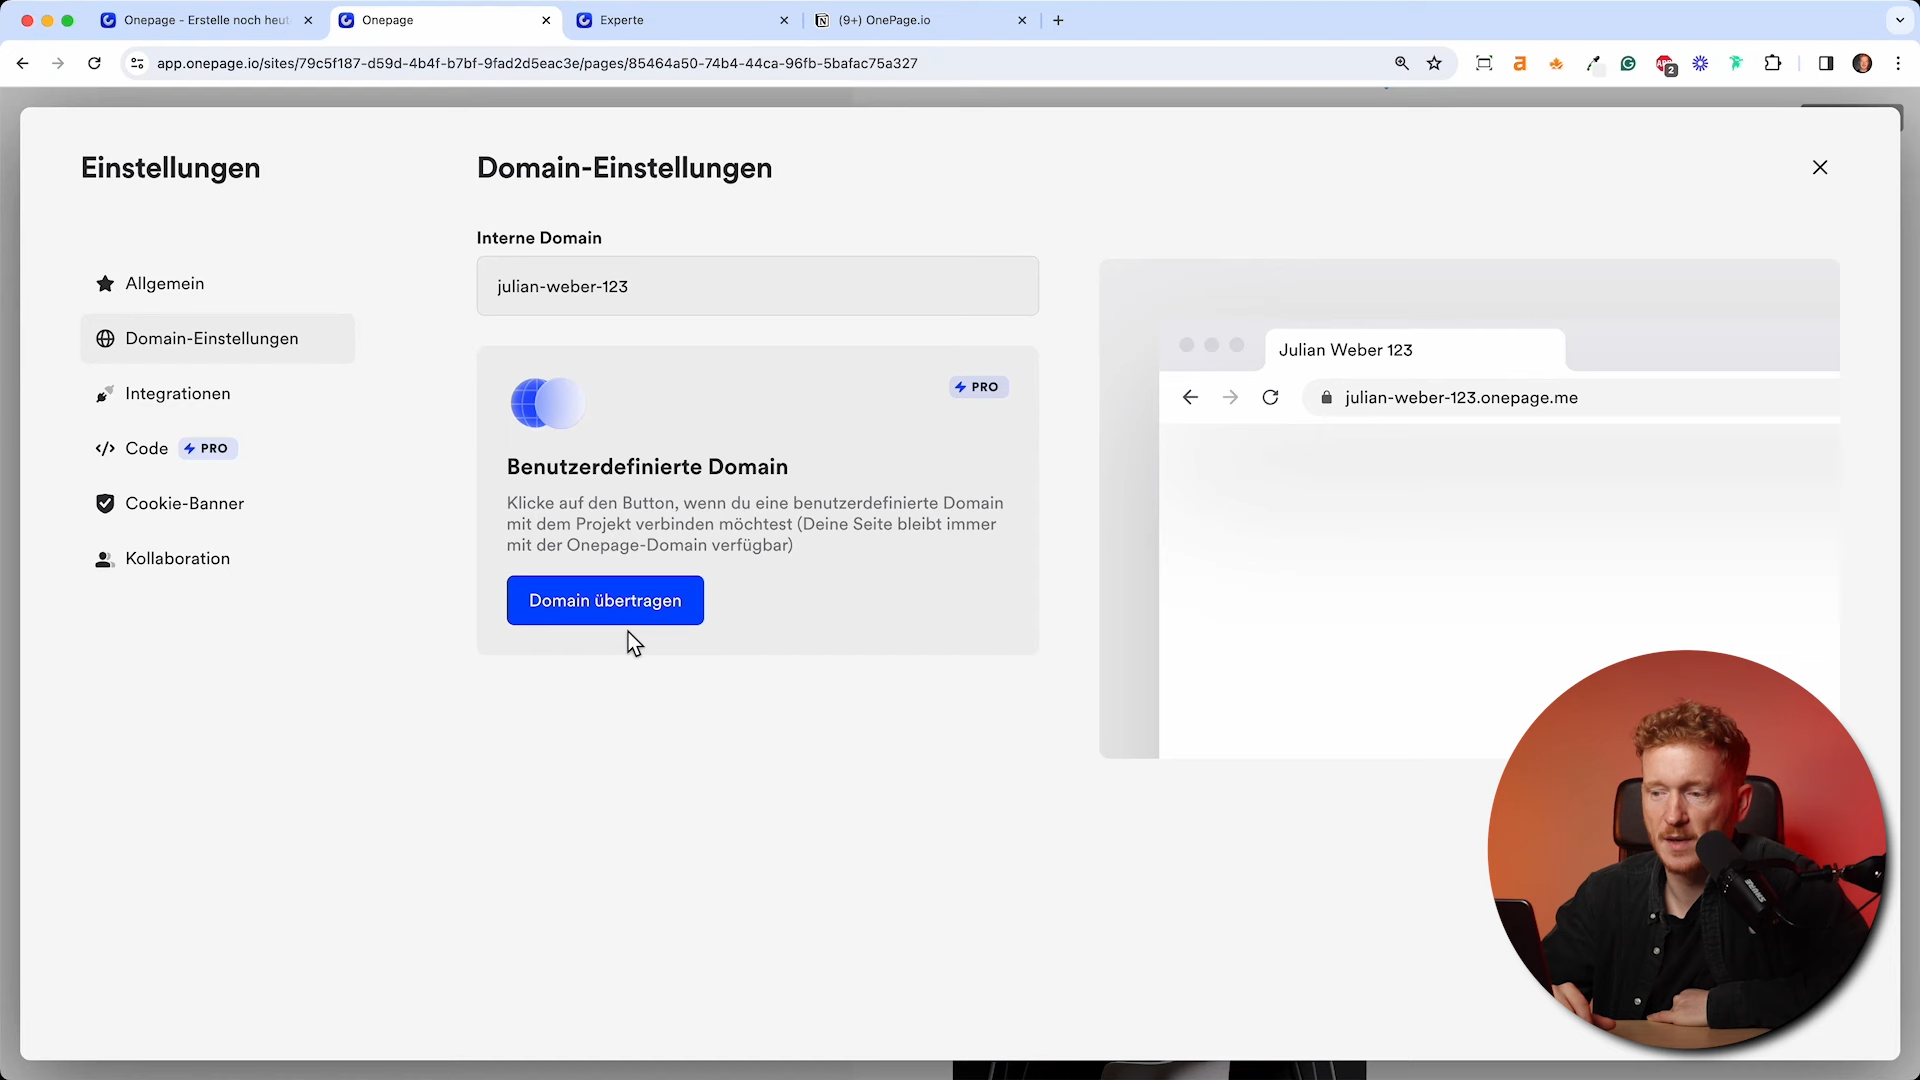 Onepage - Erstelle noch heut
Onepage
Experte
(9+) OnePage.io
app.onepage.io/sites/79c5f187-d59d-4b4f-b7bf-9fad2d5eac3e/pages/85464a50-74b4-44ca-96fb-5bafac75a327
2
Einstellungen
Allgemein
Domain-Einstellungen
Integrationen
Code PRO
Cookie-Banner
Kollaboration
Domain-Einstellungen
Interne Domain
julian-weber-123
PRO
Benutzerdefinierte Domain
Klicke auf den Button, wenn du eine benutzerdefinierte Domain
mit dem Projekt verbinden möchtest (Deine Seite bleibt immer
mit der Onepage-Domain verfügbar)
Domain übertragen
Julian Weber 123
julian-weber-123.onepage.me
SHURE